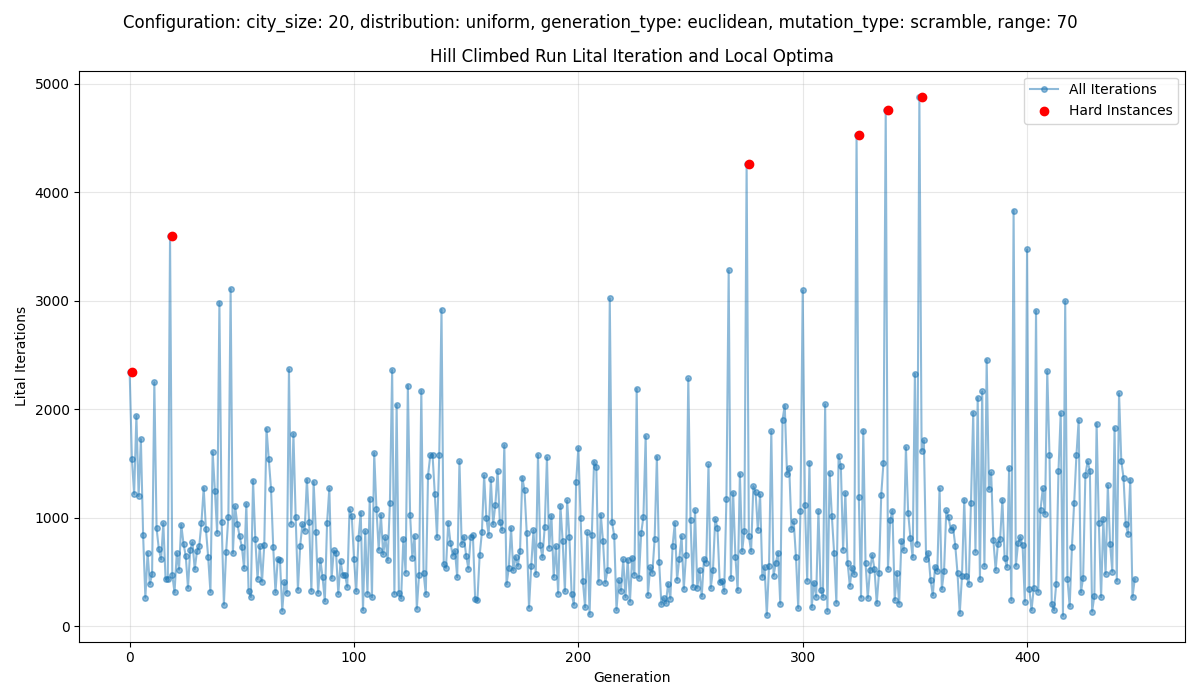 Configuration: city_size: 20, distribution: uniform, generation_type: euclidean, mutation_type: scramble, range: 70
Hill Climbed Run Lital Iteration and Local Optima
All Iterations
Hard Instances
Lital Iterations
5000
4000
3000
2000
1000
0
0 100 200 300 400
Generation